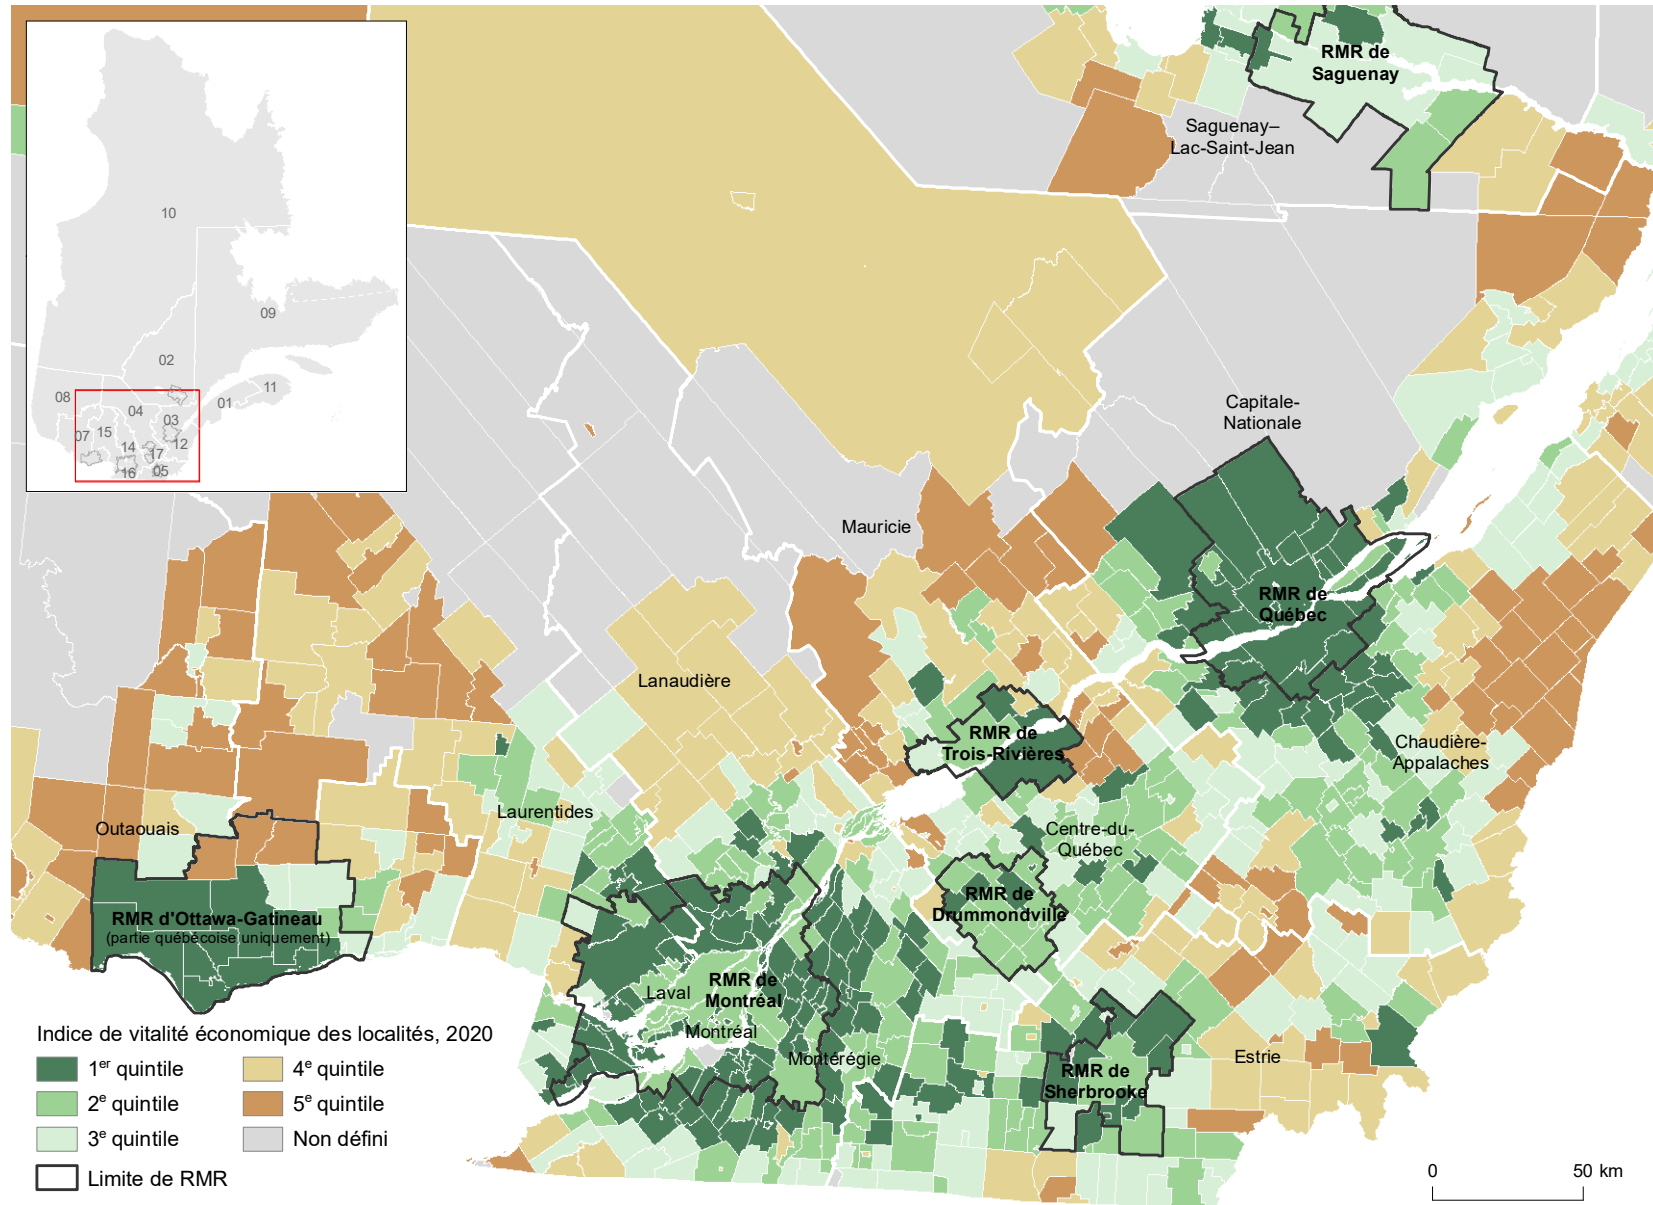 RMR de
Saguenay
Saguenay–
Lac-Saint-Jean
10
09
02
11
08
01
04
03
07
15
12
14
17
16
05
Capitale-
Nationale
Mauricie
RMR de
Québec
Lanaudière
RMR de
Trois-Rivières
Chaudière-
Appalaches
Laurentides
Outaouais
Centre-du-
Québec
RMR de
Drummondville
RMR d'Ottawa-Gatineau
(partie québécoise uniquement)
Laval
RMR de
Montréal
Montréal
Montérégie
Estrie
RMR de
Sherbrooke
Indice de vitalité économique des localités, 2020
1er quintile
2e quintile
3e quintile
4e quintile
5e quintile
Non défini
Limite de RMR
0 50 km